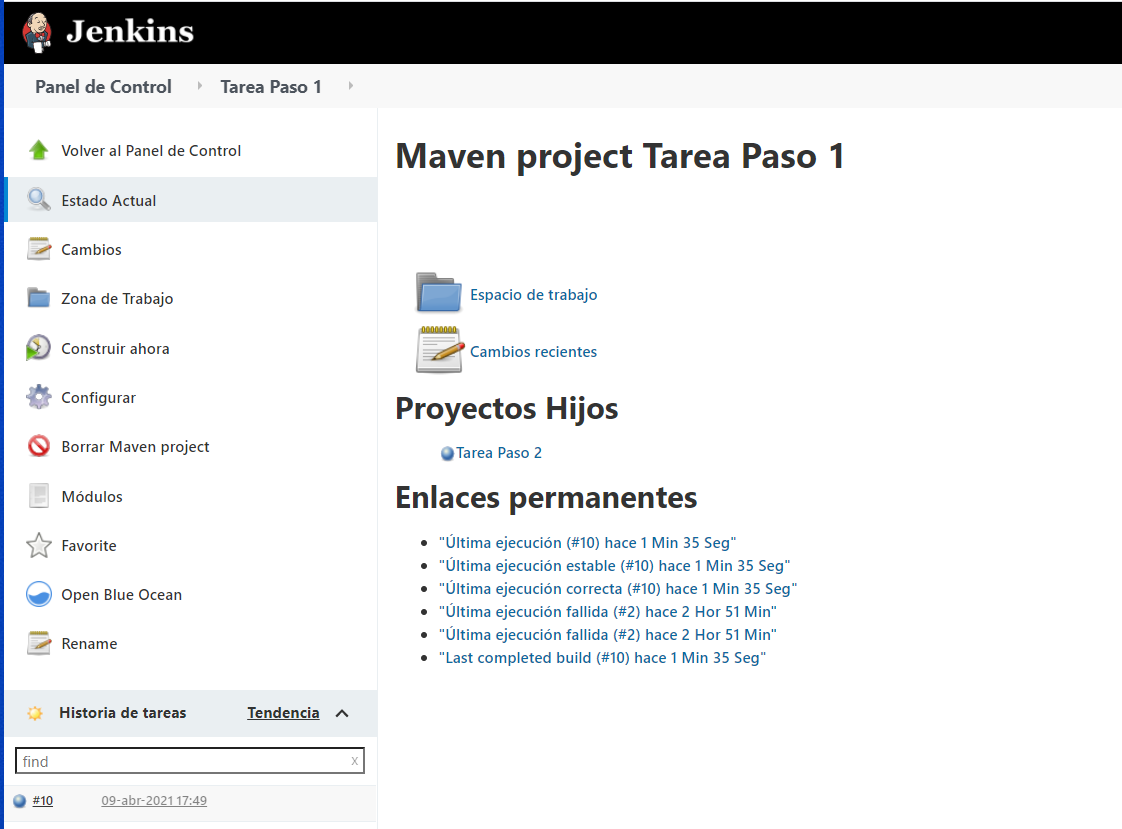 Jenkins
Panel de Control
Tarea Paso 1
Volver al Panel de Control
Estado Actual
Cambios
Zona de Trabajo
Construir ahora
Configurar
Borrar Maven project
Módulos
Favorite
Open Blue Ocean
Rename
Historia de tareas
Tendencia
find
x
#10
09-abr-2021 17:49
Maven project Tarea Paso 1
Espacio de trabajo
Cambios recientes
Proyectos Hijos
Tarea Paso 2
Enlaces permanentes
"Última ejecución (#10) hace 1 Min 35 Seg"
"Última ejecución estable (#10) hace 1 Min 35 Seg"
"Última ejecución correcta (#10) hace 1 Min 35 Seg"
"Última ejecución fallida (#2) hace 2 Hor 51 Min"
"Última ejecución fallida (#2) hace 2 Hor 51 Min"
"Last completed build (#10) hace 1 Min 35 Seg"